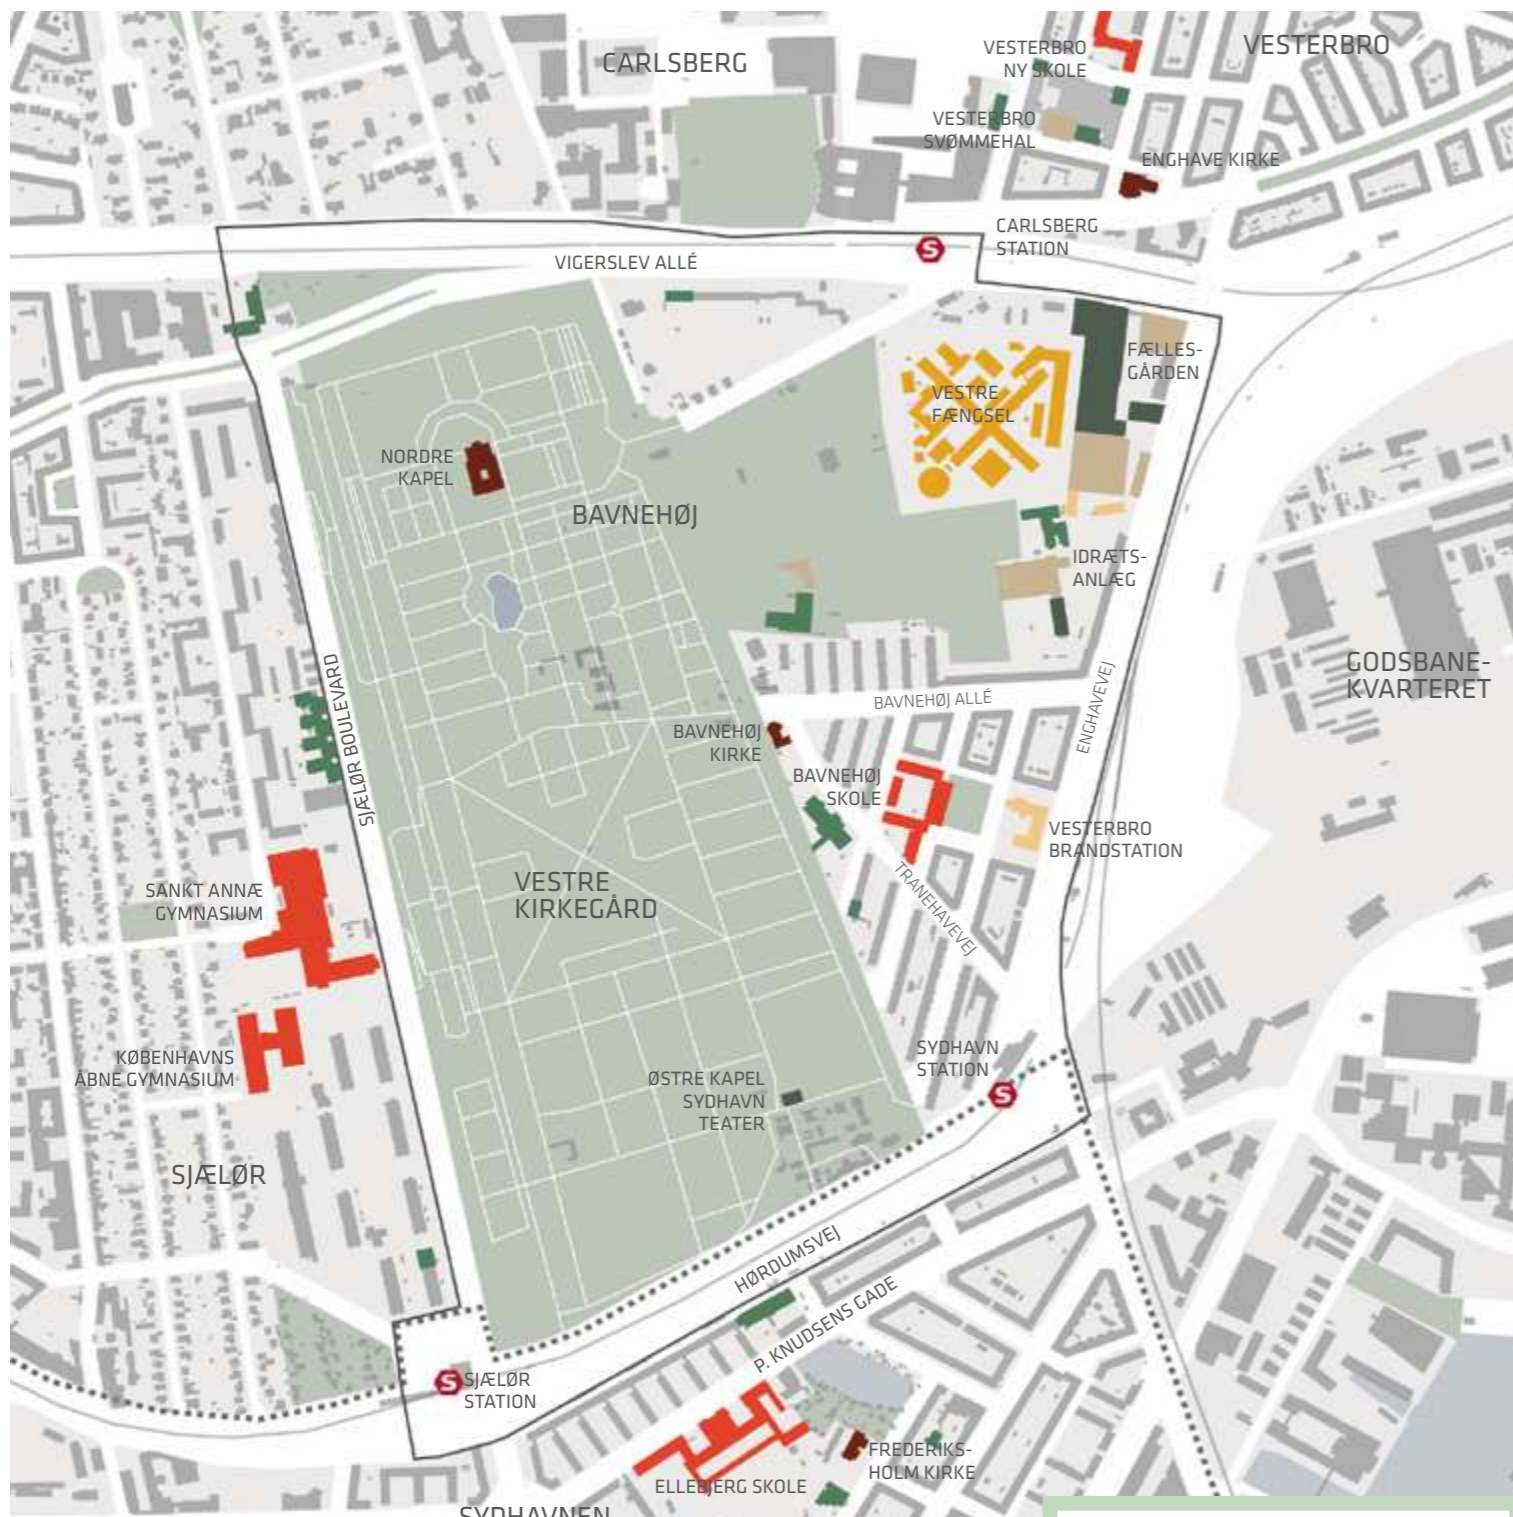 CARLSBERG
VESTERBRO
NY SKOLE
VESTERBRO
VESTERBRO
SVØMMEHAL
ENGHAVE KIRKE
CARLSBERG
STATION
S
VIGERSLEV ALLÉ
FÆLLES-
GÅRDEN
VESTRE
FÆNGSEL
NORDRE
KAPEL
BAVNEHØJ
IDRÆTS-
ANLÆG
GODSBANE-
KVARTERET
SJÆLØR BOULEVARD
BAVNEHØJ ALLÉ
ENGHAVEVEJ
BAVNEHØJ
KIRKE
BAVNEHØJ
SKOLE
VESTERBRO
BRANDSTATION
TRANEHAVEVEJ
SANKT ANNÆ
GYMNASIUM
VESTRE
KIRKEGÅRD
KØBENHAVNS
ÅBNE GYMNASIUM
SYDHAVN
STATION
S
ØSTRE KAPEL
SYDHAVN
TEATER
SJÆLØR
HØRDUMSVEJ
P. KNUDSENS GADE
S
SJÆLØR
STATION
FREDERIKS-
HOLM KIRKE
ELLEBJERG SKOLE
SYDHAVNEN